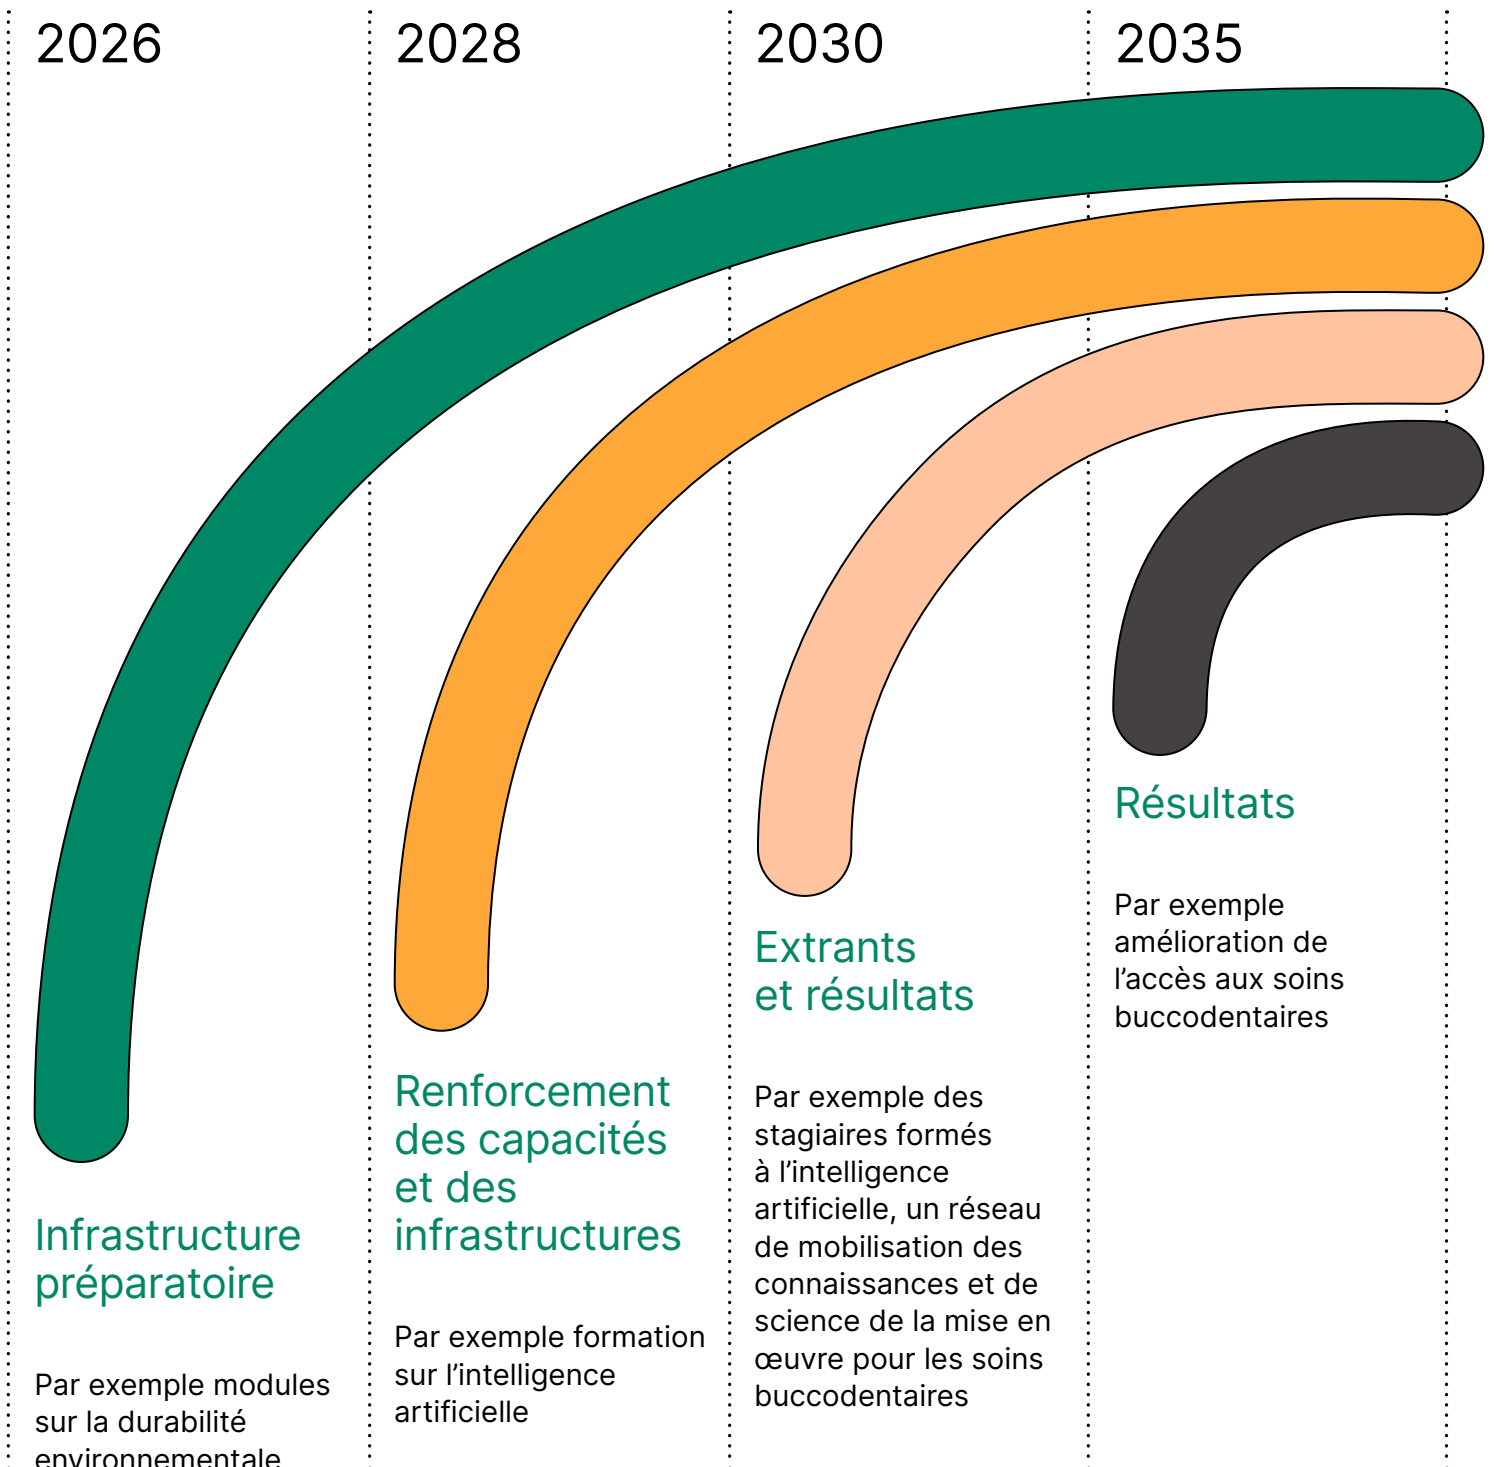 2026
2028
2030
2035
Infrastructure
préparatoire
Par exemple modules
sur la durabilité
environnementale
Renforcement
des capacités
et des
infrastructures
Par exemple formation
sur l’intelligence
artificielle
Extrants
et résultats
Par exemple des
stagiaires formés
à l’intelligence
artificielle, un réseau
de mobilisation des
connaissances et de
science de la mise en
œuvre pour les soins
buccodentaires
Résultats
Par exemple
amélioration de
l’accès aux soins
buccodentaires